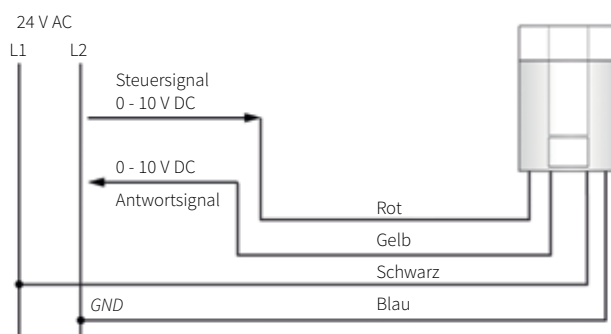 24 V AC
L1 L2
Steuersignal
0 - 10 V DC
0 - 10 V DC
Antwortsignal
Rot
Gelb
Schwarz
GND
Blau